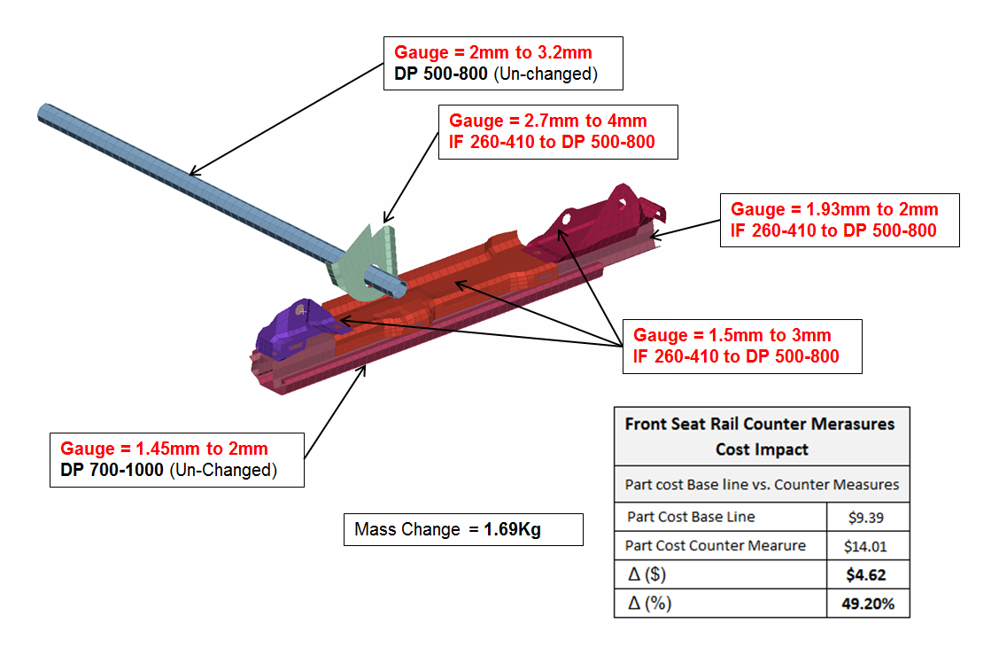 Gauge = 2mm to 3.2mm
DP 500-800 (Un-changed)
Gauge = 2.7mm to 4mm
IF 260-410 to DP 500-800
Gauge = 1.93mm to 2mm
IF 260-410 to DP 500-800
Gauge = 1.5mm to 3mm
IF 260-410 to DP 500-800
Gauge = 1.45mm to 2mm
DP 700-1000 (Un-Changed)
Mass Change = 1.69Kg
Front Seat Rail Counter Merasures
Cost Impact
Part cost Base line vs. Counter Measures
Part Cost Base Line $9.39
Part Cost Counter Mearure $14.01
Δ ($) $4.62
Δ (%) 49.20%